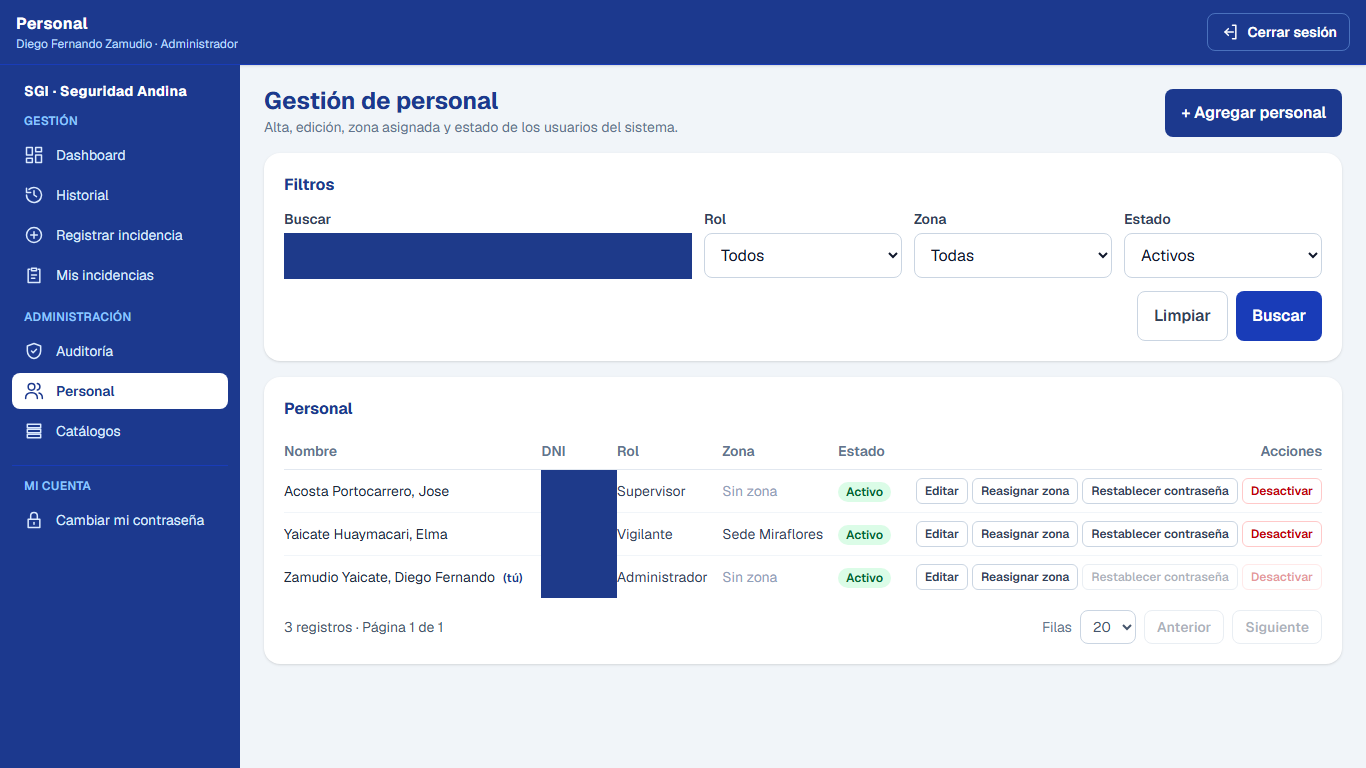 Personal
Diego Fernando Zamudio · Administrador
Cerrar sesión
SGI · Seguridad Andina
GESTIÓN
Dashboard
Historial
Registrar incidencia
Mis incidencias
ADMINISTRACIÓN
Auditoría
Personal
Catálogos
MI CUENTA
Cambiar mi contraseña
Gestión de personal
Alta, edición, zona asignada y estado de los usuarios del sistema.
+ Agregar personal
Filtros
Buscar Rol Zona Estado
Todos Todas Activos
Limpiar Buscar
Personal
Nombre DNI Rol Zona Estado Acciones
Acosta Portocarrero, Jose Supervisor Sin zona Activo Editar Reasignar zona Restablecer contraseña Desactivar
Yaicate Huaymacari, Elma Vigilante Sede Miraflores Activo Editar Reasignar zona Restablecer contraseña Desactivar
Zamudio Yaicate, Diego Fernando (tú) Administrador Sin zona Activo Editar Reasignar zona Restablecer contraseña Desactivar
3 registros · Página 1 de 1 Filas 20 Anterior Siguiente